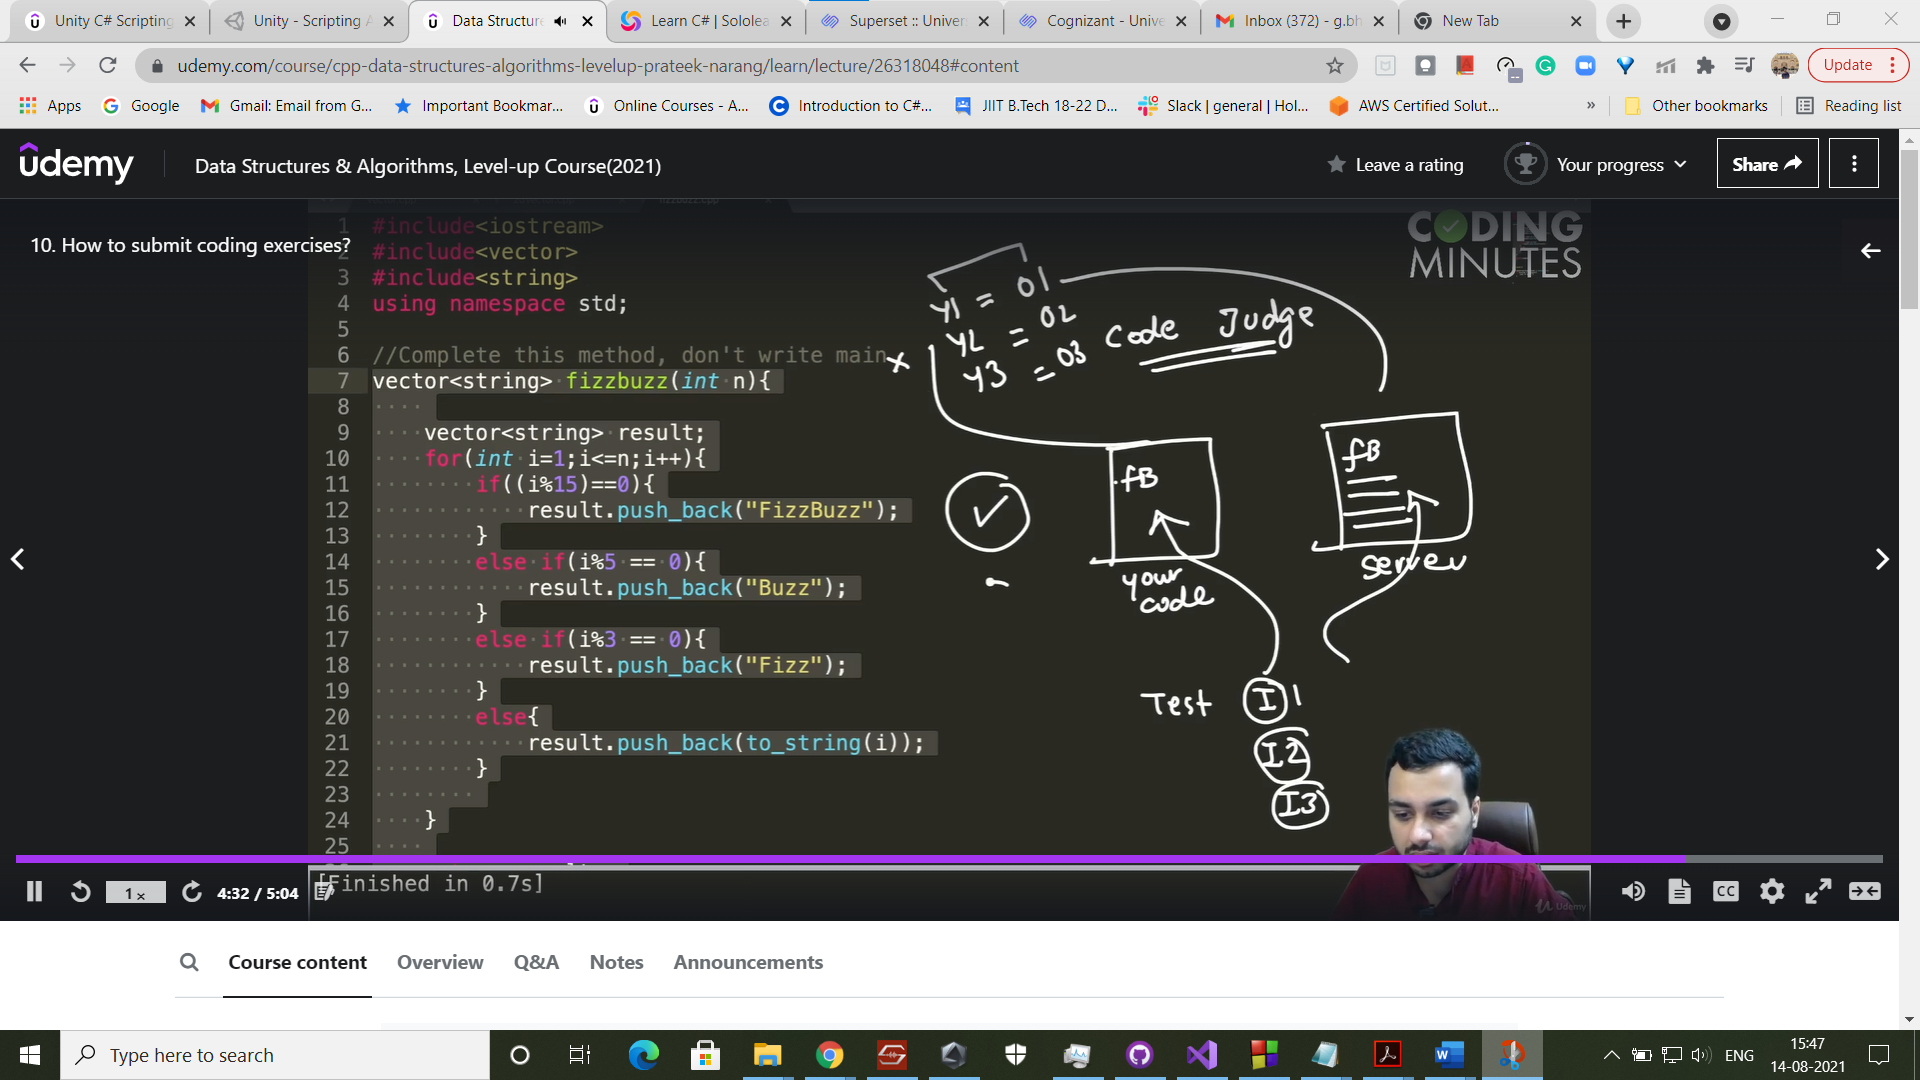 Unity C# Scripting
Unity - Scripting A
Data Structure
Learn C# | Sololea
Superset :: Univer
Cognizant - Unive
Inbox (372) - g.bh
New Tab
udemy.com/course/cpp-data-structures-algorithms-levelup-prateek-narang/learn/lecture/26318048#content
Update
Apps
Google
Gmail: Email from G...
Important Bookmar...
Online Courses - A...
Introduction to C#...
JIIT B.Tech 18-22 D...
Slack | general | Hol...
AWS Certified Solut...
»
Other bookmarks
Reading list
udemy
Data Structures & Algorithms, Level-up Course(2021)
Leave a rating
Your progress
Share
10. How to submit coding exercises?
CODING
MINUTES
1 #include<iostream>
2 #include<vector>
3 #include<string>
4 using namespace std;
5
6 //Complete this method, don't write main
7 vector<string> fizzbuzz(int n){
8
9 vector<string> result;
10 for(int i=1;i<=n;i++){
11 if((i%15)==0){
12 result.push_back("FizzBuzz");
13 }
14 else if(i%5 == 0){
15 result.push_back("Buzz");
16 }
17 else if(i%3 == 0){
18 result.push_back("Fizz");
19 }
20 else{
21 result.push_back(to_string(i));
22 }
23
24 }
25
y1 = O1
y2 = O2
y3 = O3
Code Judge
x
fB
your
code
fB
server
Test I1
I2
I3
[Finished in 0.7s]
1 x
4:32 / 5:04
CC
Udemy
Course content
Overview
Q&A
Notes
Announcements
Type here to search
ENG
15:47
14-08-2021